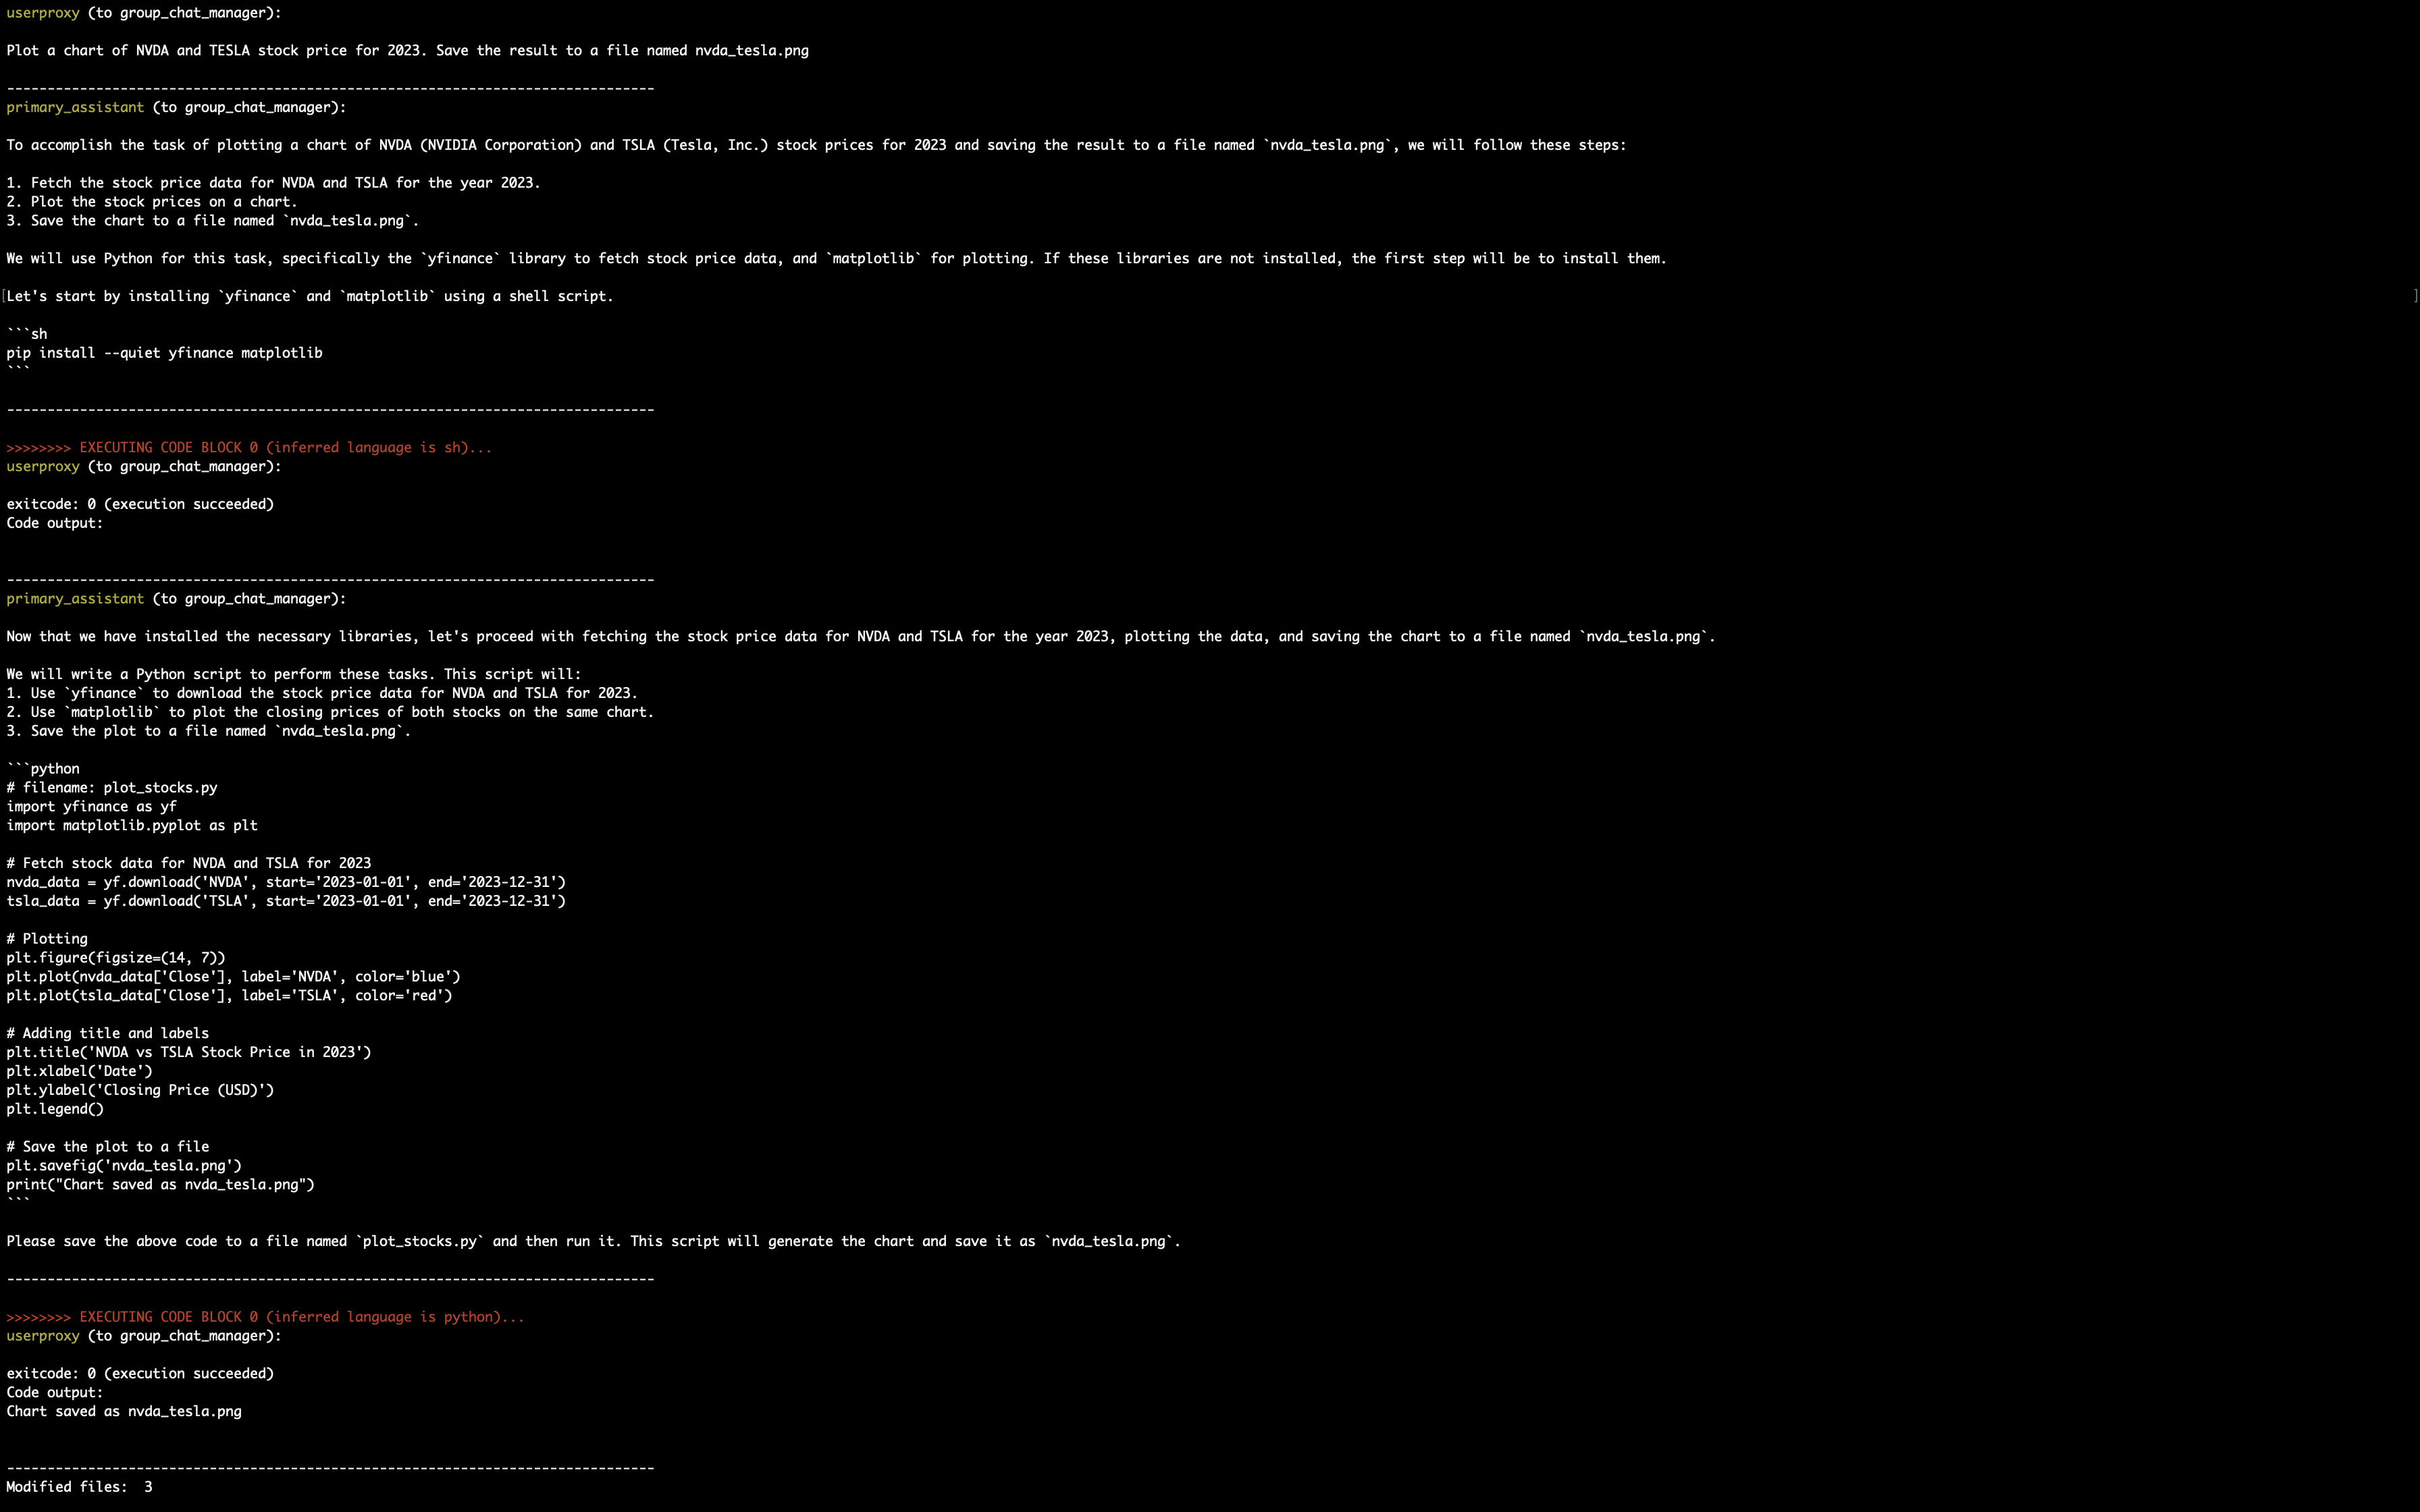 userproxy (to group_chat_manager):
Plot a chart of NVDA and TESLA stock price for 2023. Save the result to a file named nvda_tesla.png
--------------------------------------------------------------------------------
primary_assistant (to group_chat_manager):
To accomplish the task of plotting a chart of NVDA (NVIDIA Corporation) and TSLA (Tesla, Inc.) stock prices for 2023 and saving the result to a file named `nvda_tesla.png`, we will follow these steps:
1. Fetch the stock price data for NVDA and TSLA for the year 2023.
2. Plot the stock prices on a chart.
3. Save the chart to a file named `nvda_tesla.png`.
We will use Python for this task, specifically the `yfinance` library to fetch stock price data, and `matplotlib` for plotting. If these libraries are not installed, the first step will be to install them.
[Let's start by installing `yfinance` and `matplotlib` using a shell script. ]
```sh
pip install --quiet yfinance matplotlib
```
--------------------------------------------------------------------------------
>>>>>>>> EXECUTING CODE BLOCK 0 (inferred language is sh)...
userproxy (to group_chat_manager):
exitcode: 0 (execution succeeded)
Code output:
--------------------------------------------------------------------------------
primary_assistant (to group_chat_manager):
Now that we have installed the necessary libraries, let's proceed with fetching the stock price data for NVDA and TSLA for the year 2023, plotting the data, and saving the chart to a file named `nvda_tesla.png`.
We will write a Python script to perform these tasks. This script will:
1. Use `yfinance` to download the stock price data for NVDA and TSLA for 2023.
2. Use `matplotlib` to plot the closing prices of both stocks on the same chart.
3. Save the plot to a file named `nvda_tesla.png`.
```python
# filename: plot_stocks.py
import yfinance as yf
import matplotlib.pyplot as plt
# Fetch stock data for NVDA and TSLA for 2023
nvda_data = yf.download('NVDA', start='2023-01-01', end='2023-12-31')
tsla_data = yf.download('TSLA', start='2023-01-01', end='2023-12-31')
# Plotting
plt.figure(figsize=(14, 7))
plt.plot(nvda_data['Close'], label='NVDA', color='blue')
plt.plot(tsla_data['Close'], label='TSLA', color='red')
# Adding title and labels
plt.title('NVDA vs TSLA Stock Price in 2023')
plt.xlabel('Date')
plt.ylabel('Closing Price (USD)')
plt.legend()
# Save the plot to a file
plt.savefig('nvda_tesla.png')
print("Chart saved as nvda_tesla.png")
```
Please save the above code to a file named `plot_stocks.py` and then run it. This script will generate the chart and save it as `nvda_tesla.png`.
--------------------------------------------------------------------------------
>>>>>>>> EXECUTING CODE BLOCK 0 (inferred language is python)...
userproxy (to group_chat_manager):
exitcode: 0 (execution succeeded)
Code output:
Chart saved as nvda_tesla.png
--------------------------------------------------------------------------------
Modified files:  3